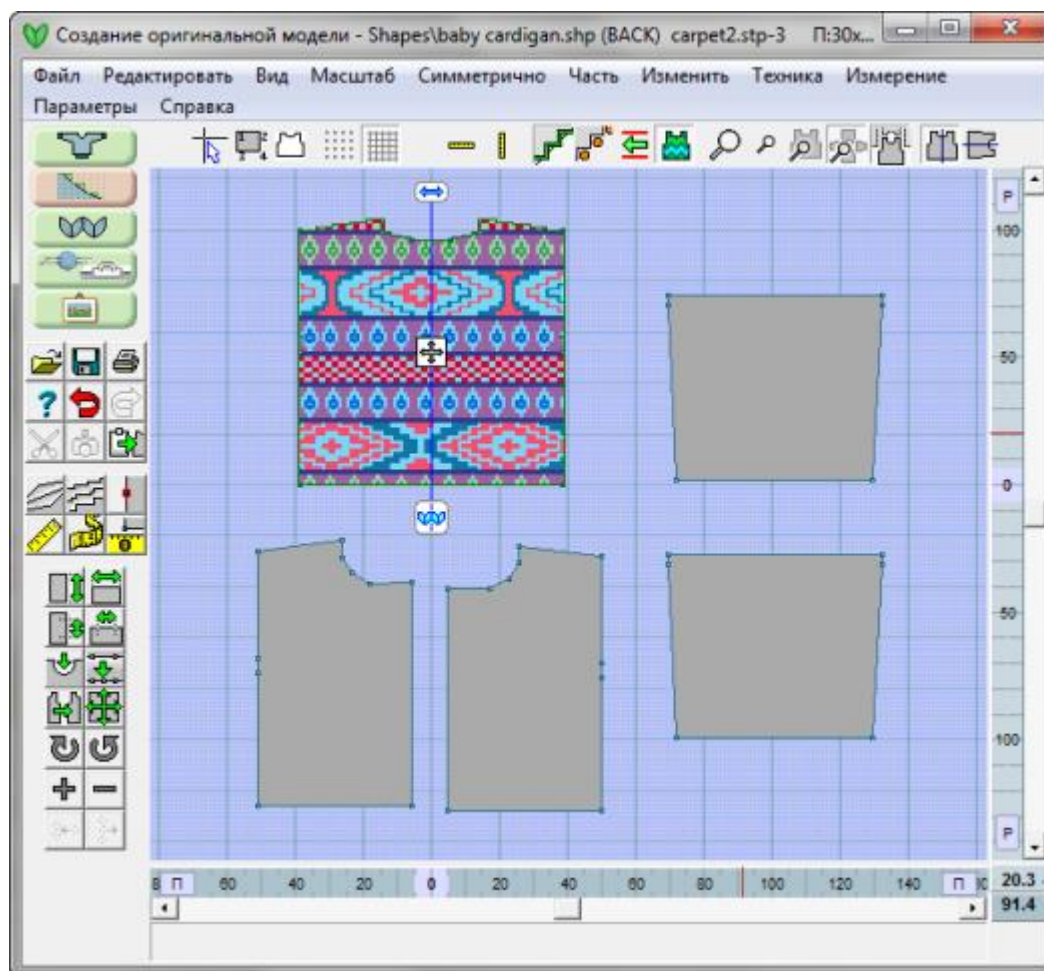 Создание оригинальной модели - Shapes\baby cardigan.shp (BACK) carpet2.stp-3 П:30x...
Файл Редактировать Вид Масштаб Симметрично Часть Изменить Техника Измерение
Параметры Справка
P
100
50
0
50
100
P
8 П 60 40 20 0 20 40 60 80 100 120 140 П
20.3
91.4